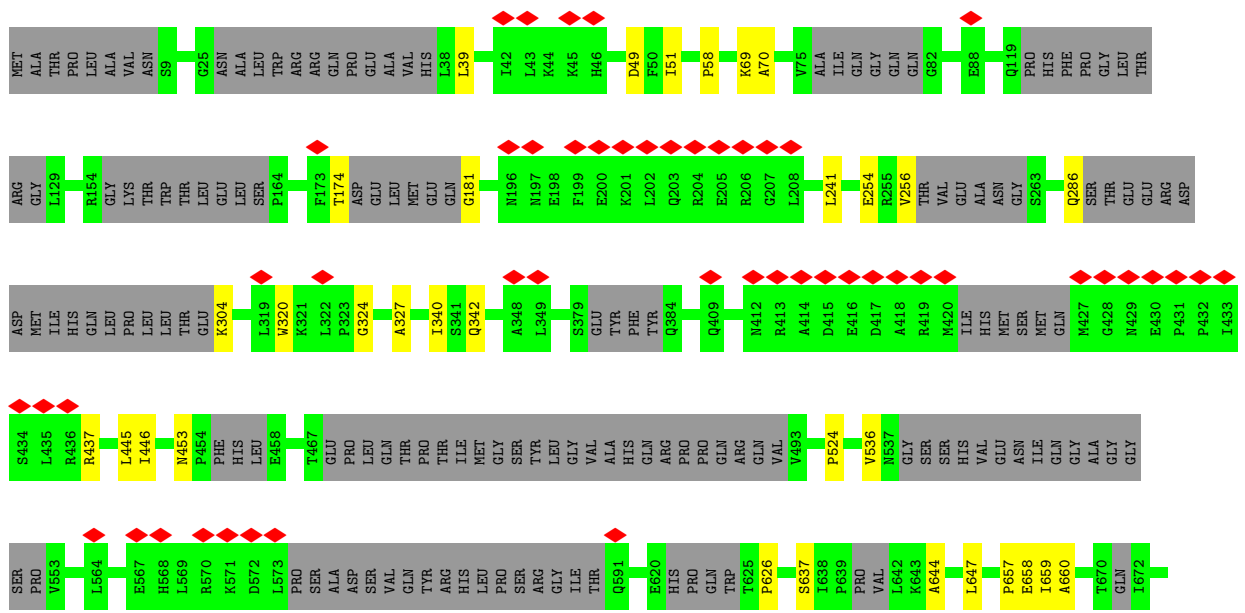 MET ALA THR PRO LEU ALA VAL ASN S9 G25 ASN ALA LEU TRP ARG ARG GLN PRO GLU ALA VAL HIS L38 L39 I42 L43 K44 K45 H46 D49 F50 I51 P58 K69 A70 V75 ALA ILE GLN GLY GLN GLN G82 E88 Q119 PRO HIS PHE PRO GLY LEU THR
ARG GLY L129 R154 GLY LYS THR TRP THR LEU GLU LEU SER P164 F173 T174 ASP GLU LEU MET GLU GLN G181 N196 N197 E198 F199 E200 K201 L202 Q203 R204 E205 R206 G207 L208 L241 E254 R255 V256 THR VAL GLU ALA ASN GLY S263 Q286 SER THR GLU GLU ARG ASP
ASP MET ILE HIS GLN LEU PRO LEU LEU THR GLU K304 L319 W320 K321 L322 P323 G324 A327 I340 S341 Q342 A348 L349 S379 GLU TYR PHE TYR Q384 Q409 N412 R413 A414 D415 E416 D417 A418 R419 M420 ILE HIS MET SER MET GLN M427 G428 N429 E430 P431 P432 I433
S434 L435 R436 R437 L445 I446 N453 P454 PHE HIS LEU E458 T467 GLU PRO LEU GLN THR PRO THR ILE MET GLY SER TYR LEU GLY VAL ALA HIS GLN ARG PRO PRO GLN ARG GLN VAL V493 P524 V536 N537 GLY SER SER HIS VAL GLU ASN ILE GLN GLY ALA GLY GLY
SER PRO V553 L564 E567 H568 L569 R570 K571 D572 L573 PRO SER ALA ASP SER VAL GLN TYR ARG HIS LEU PRO SER ARG GLY ILE THR Q591 E620 HIS PRO GLN TRP T625 P626 S637 I638 P639 PRO VAL L642 K643 A644 L647 P657 E658 I659 A660 T670 GLN I672